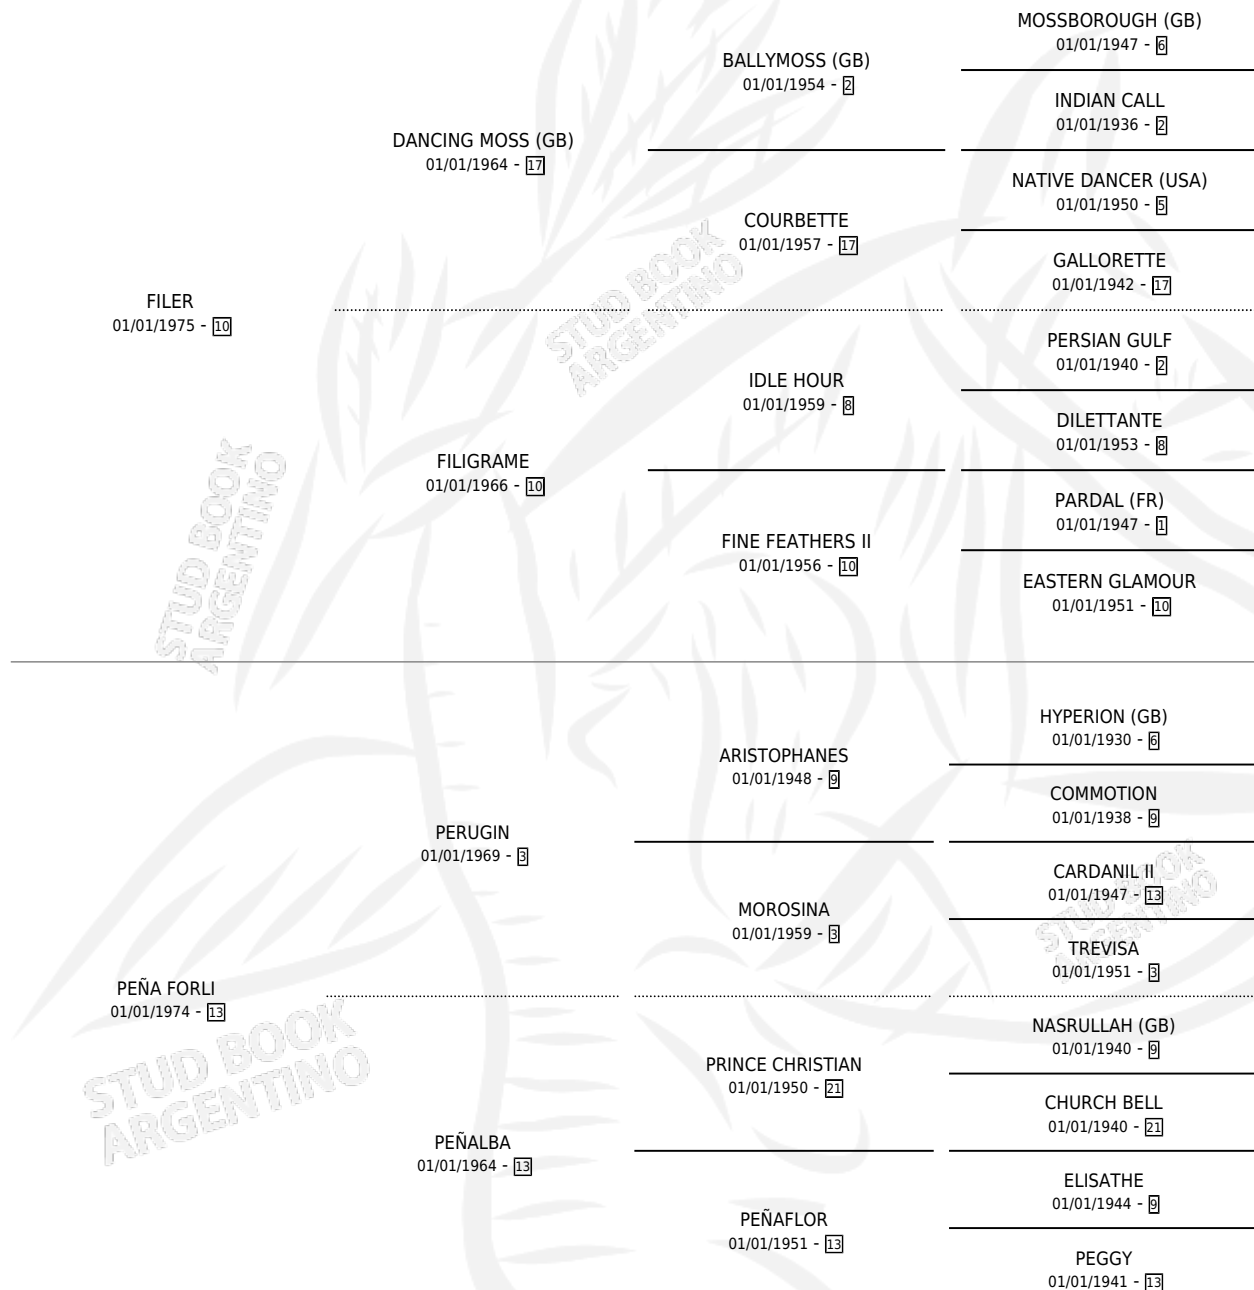 MOSSBOROUGH (GB)
01/01/1947 - 6
BALLYMOSS (GB)
01/01/1954 - 2
INDIAN CALL
01/01/1936 - 2
DANCING MOSS (GB)
01/01/1964 - 17
NATIVE DANCER (USA)
01/01/1950 - 5
COURBETTE
01/01/1957 - 17
GALLORETTE
01/01/1942 - 17
FILER
01/01/1975 - 10
PERSIAN GULF
01/01/1940 - 2
IDLE HOUR
01/01/1959 - 8
DILETTANTE
01/01/1953 - 8
FILIGRAME
01/01/1966 - 10
PARDAL (FR)
01/01/1947 - 1
FINE FEATHERS II
01/01/1956 - 10
EASTERN GLAMOUR
01/01/1951 - 10
HYPERION (GB)
01/01/1930 - 6
ARISTOPHANES
01/01/1948 - 9
COMMOTION
01/01/1938 - 9
PERUGIN
01/01/1969 - 3
CARDANIL II
01/01/1947 - 13
MOROSINA
01/01/1959 - 3
TREVISA
01/01/1951 - 3
PEÑA FORLI
01/01/1974 - 13
NASRULLAH (GB)
01/01/1940 - 9
PRINCE CHRISTIAN
01/01/1950 - 21
CHURCH BELL
01/01/1940 - 21
PEÑALBA
01/01/1964 - 13
ELISATHE
01/01/1944 - 9
PEÑAFLOR
01/01/1951 - 13
PEGGY
01/01/1941 - 13
STUD BOOK
ARGENTINO
STUD BOOK
ARGENTINO
STUD BOOK
ARGENTINO
STUD BOOK
ARGENTINO